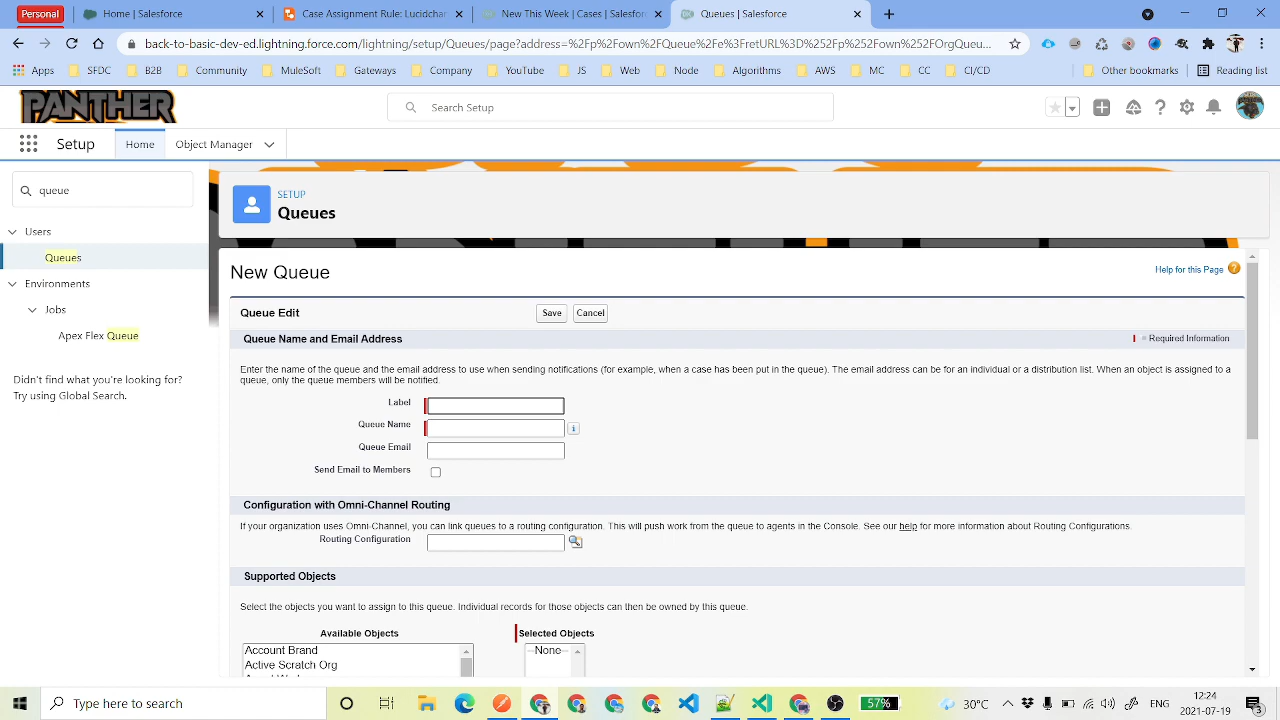 Personal
Home | Salesforce
Queue Assignment Rule: Lucidchar
New This Week | Cases | Salesfor
Queues | Salesforce
back-personal-dev-ed.lightning.force.com/lightning/setup/Queues/page?address=%2Fp%2Fown%2FQueue%2Fe%3FretURL%3D%252Fp%252Fown%252FOrgQueu...
Apps
SFDC
B2B
Community
MuleSoft
Gateways
Company
YouTube
JS
Web
Node
Algorithms
AWS
MC
CC
CI/CD
Other bookmarks
Reading list
PANTHER
Search Setup
Setup
Home
Object Manager
queue
SETUP
Queues
Users
Queues
Environments
Jobs
Apex Flex Queue
Didn't find what you're looking for?
Try using Global Search.
New Queue
Help for this Page
Queue Edit
Save
Cancel
Queue Name and Email Address
= Required Information
Enter the name of the queue and the email address to use when sending notifications (for example, when a case has been put in the queue). The email address can be for an individual or a distribution list. When an object is assigned to a
queue, only the queue members will be notified.
Label
Queue Name
Queue Email
Send Email to Members
Configuration with Omni-Channel Routing
If your organization uses Omni-Channel, you can link queues to a routing configuration. This will push work from the queue to agents in the Console. See our help for more information about Routing Configurations.
Routing Configuration
Supported Objects
Select the objects you want to assign to this queue. Individual records for those objects can then be owned by this queue.
Available Objects
Selected Objects
Account Brand
--None--
Active Scratch Org
Type here to search
57%
30°C
ENG
12:24
2021-07-19